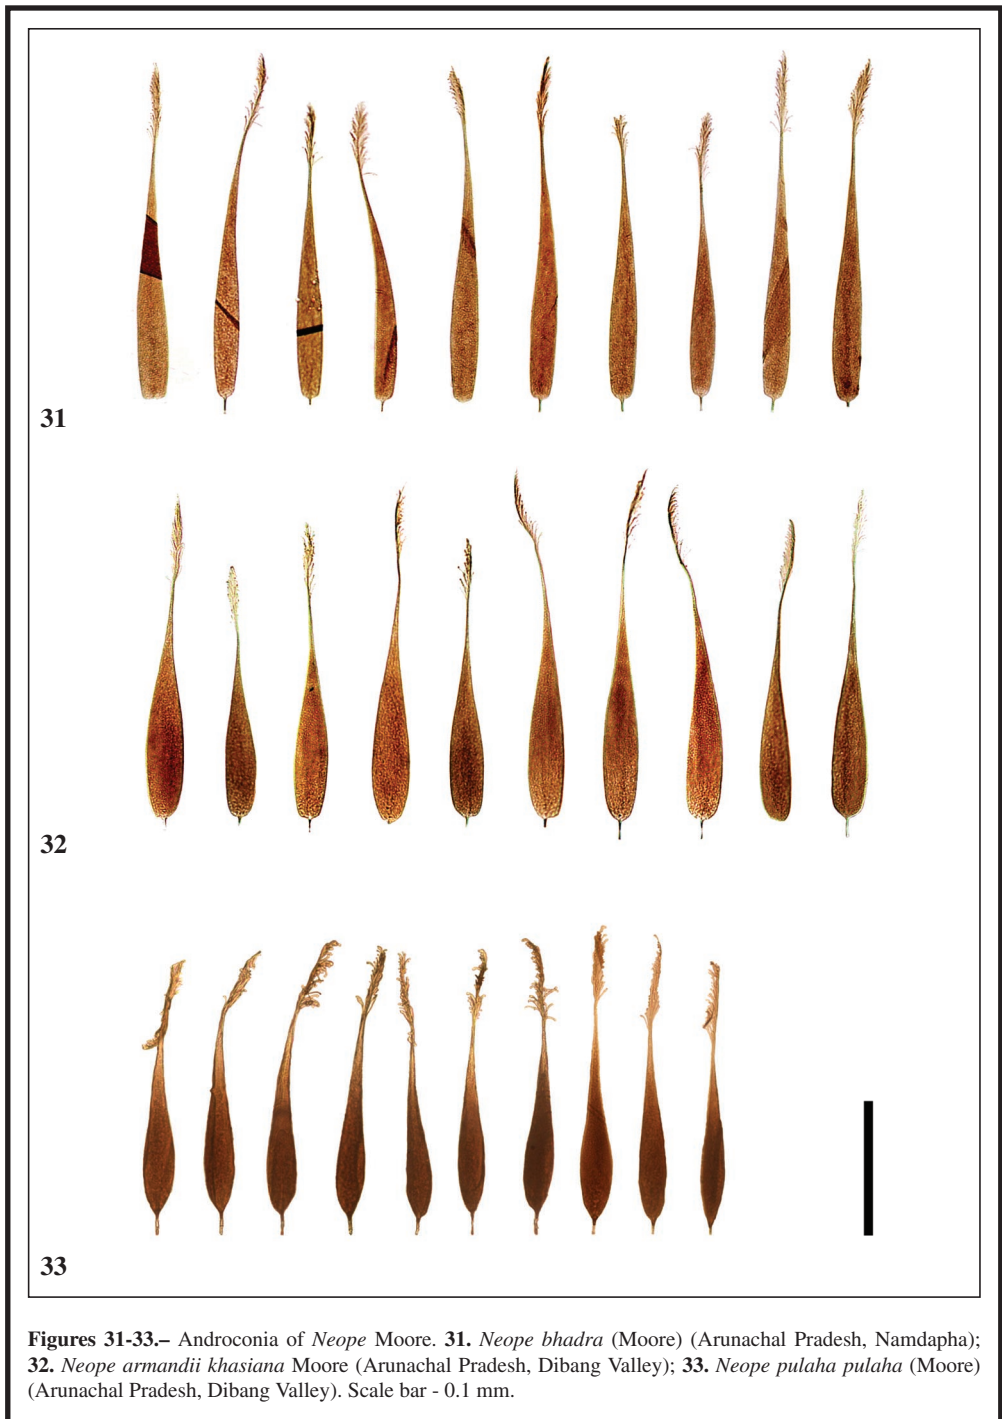 31
32
33
Figures 31-33.– Androconia of Neope Moore. 31. Neope bhadra (Moore) (Arunachal Pradesh, Namdapha);
32. Neope armandii khasiana Moore (Arunachal Pradesh, Dibang Valley); 33. Neope pulaha pulaha (Moore)
(Arunachal Pradesh, Dibang Valley). Scale bar - 0.1 mm.